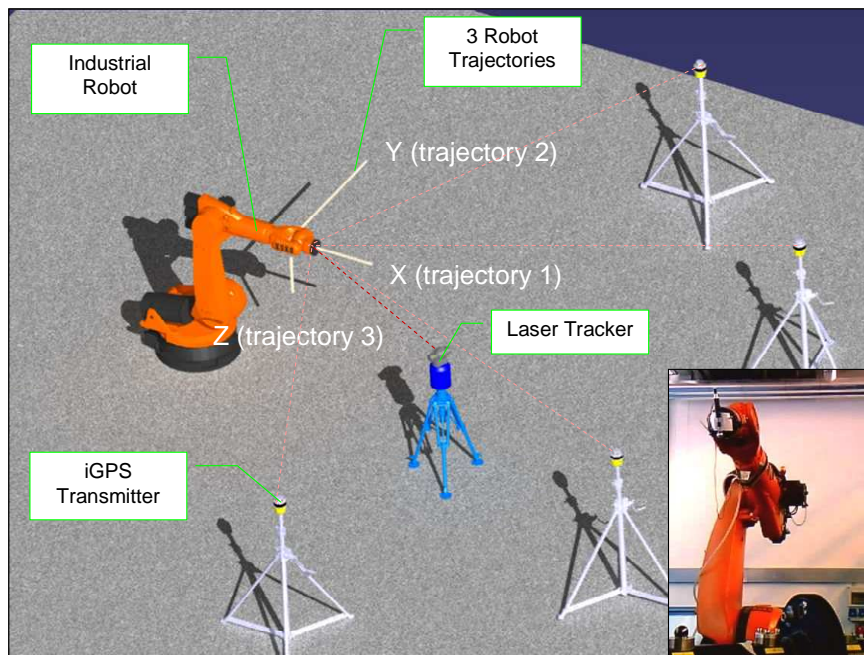 3 Robot
Trajectories
Industrial
Robot
Y (trajectory 2)
X (trajectory 1)
Z (trajectory 3)
Laser Tracker
iGPS
Transmitter